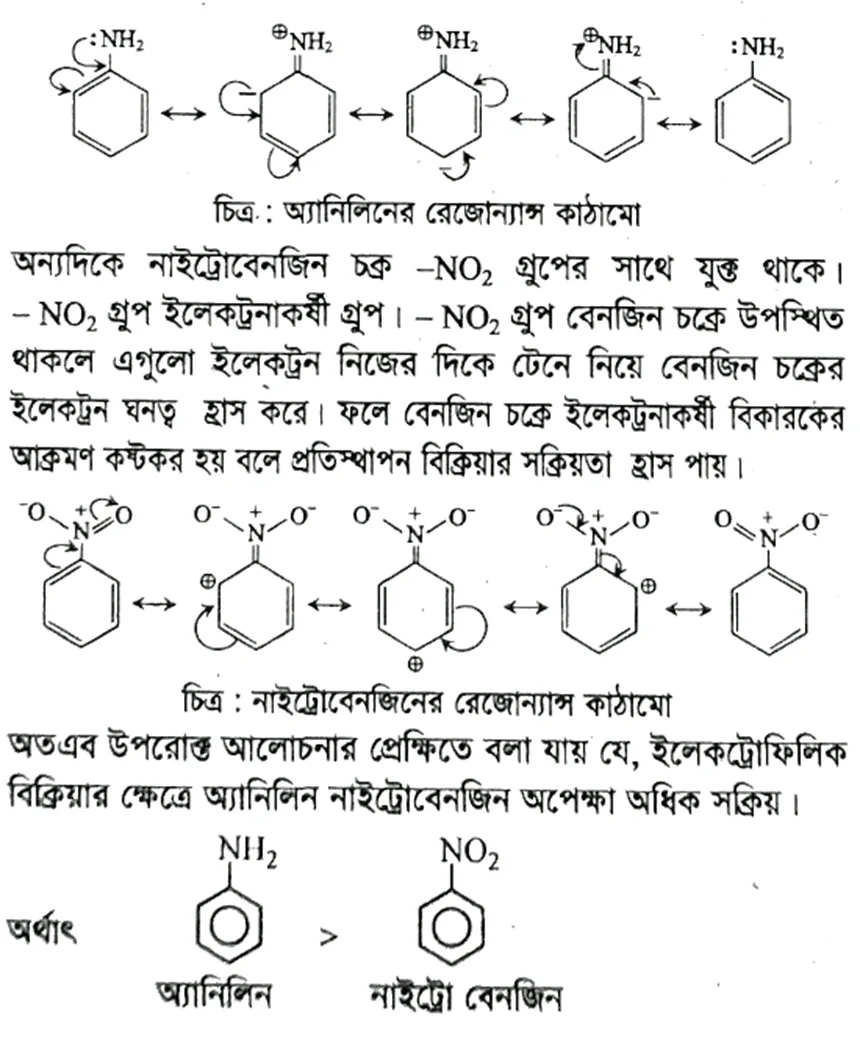 :NH₂ ⊕NH₂ ⊕NH₂ ⊕NH₂ :NH₂
চিত্র : অ্যানিলিনের রেজোন্যান্স কাঠামো
অন্যদিকে নাইট্রোবেনজিন চক্র –NO₂ গ্রুপের সাথে যুক্ত থাকে।
– NO₂ গ্রুপ ইলেকট্রনাকর্ষী গ্রুপ। – NO₂ গ্রুপ বেনজিন চক্রে উপস্থিত
থাকলে এগুলো ইলেকট্রন নিজের দিকে টেনে নিয়ে বেনজিন চক্রের
ইলেকট্রন ঘনত্ব হ্রাস করে। ফলে বেনজিন চক্রে ইলেকট্রনাকর্ষী বিকারকের
আক্রমণ কষ্টকর হয় বলে প্রতিস্থাপন বিক্রিয়ার সক্রিয়তা হ্রাস পায়।
⁻O O O⁻ O⁻ O⁻ O⁻ O⁻ O⁻ O O⁻
+N +N +N +N +N
⊕ ⊕ ⊕
চিত্র : নাইট্রোবেনজিনের রেজোন্যান্স কাঠামো
অতএব উপরোক্ত আলোচনার প্রেক্ষিতে বলা যায় যে, ইলেকট্রোফিলিক
বিক্রিয়ার ক্ষেত্রে অ্যানিলিন নাইট্রোবেনজিন অপেক্ষা অধিক সক্রিয়।
NH₂ NO₂
অর্থাৎ >
অ্যানিলিন নাইট্রো বেনজিন